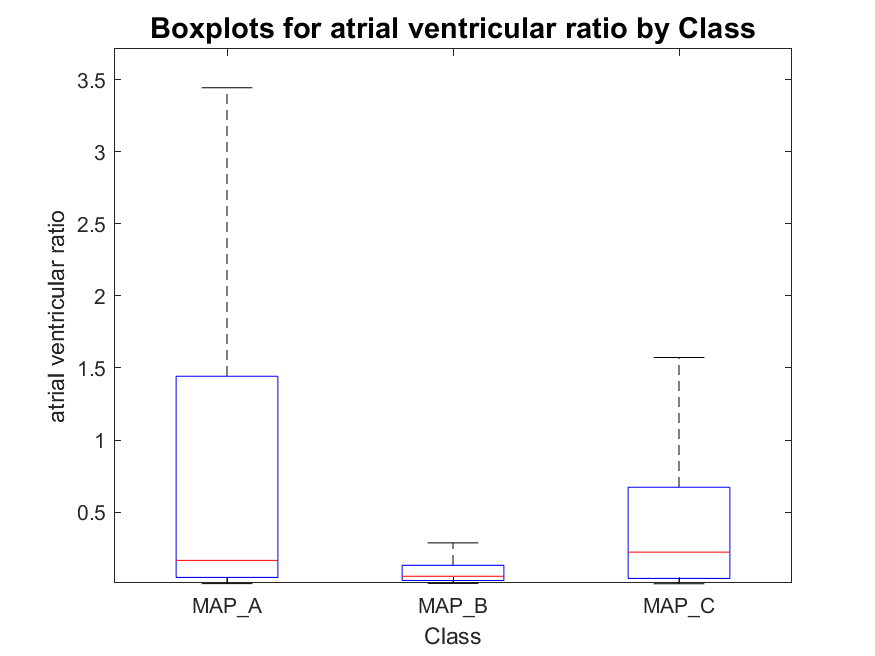 Boxplots for atrial ventricular ratio by Class
3.5
3
2.5
2
1.5
1
0.5
atrial ventricular ratio
MAP_A MAP_B MAP_C
Class